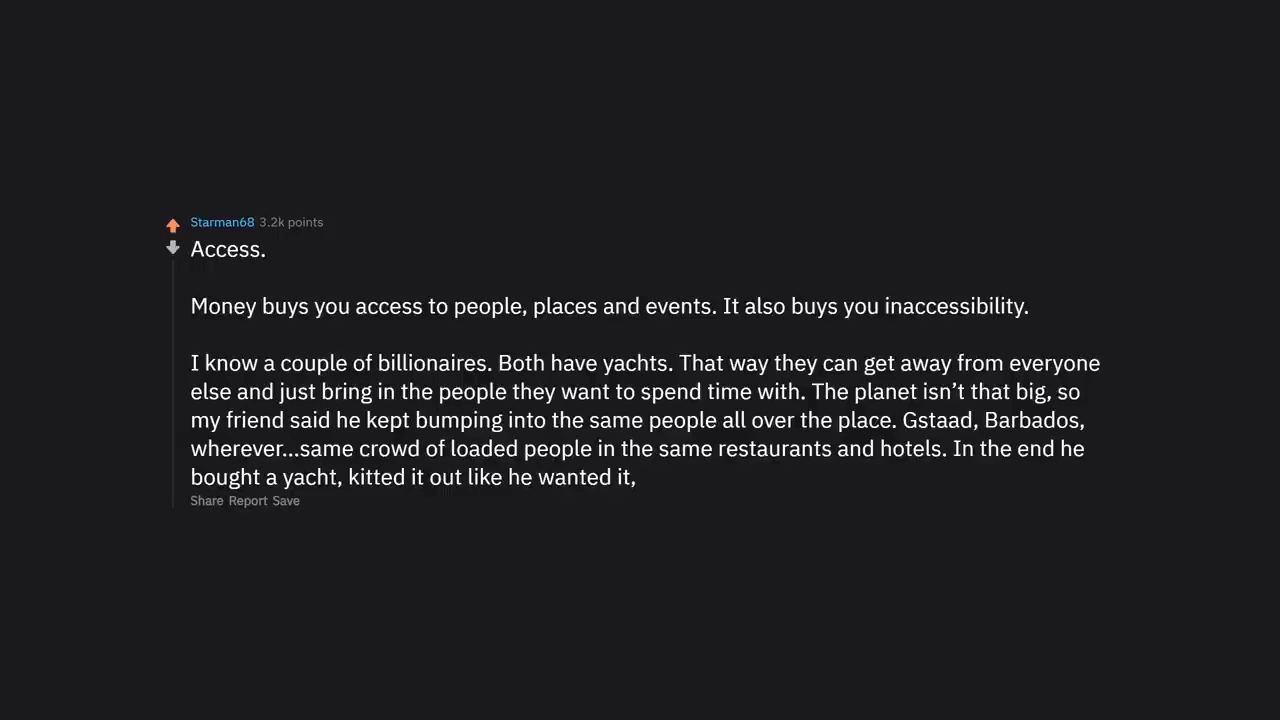 Starman68 3.2k points
Access.
Money buys you access to people, places and events. It also buys you inaccessibility.
I know a couple of billionaires. Both have yachts. That way they can get away from everyone
else and just bring in the people they want to spend time with. The planet isn’t that big, so
my friend said he kept bumping into the same people all over the place. Gstaad, Barbados,
wherever...same crowd of loaded people in the same restaurants and hotels. In the end he
bought a yacht, kitted it out like he wanted it,
Share Report Save